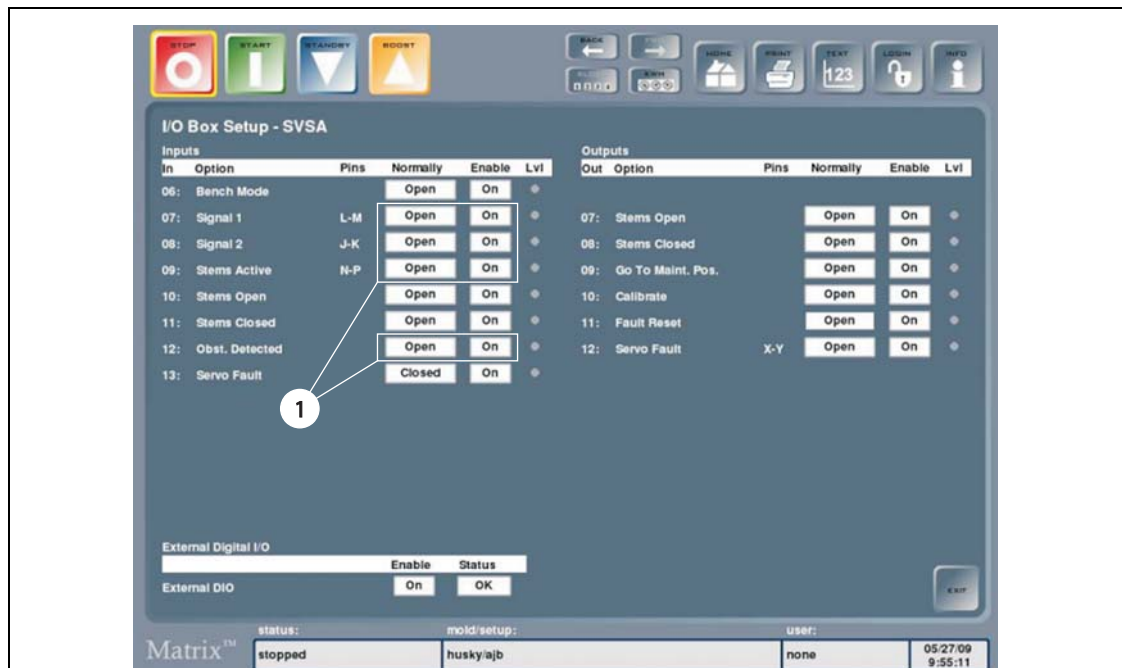 STOP START STANDBY BOOST BACK HOME PRINT TEXT LOGIN INFO
123
I/O Box Setup - SVSA
Inputs Outputs
In Option Pins Normally Enable Lvl Out Option Pins Normally Enable Lvl
06: Bench Mode Open On
07: Signal 1 L-M Open On 07: Stems Open Open On
08: Signal 2 J-K Open On 08: Stems Closed Open On
09: Stems Active N-P Open On 09: Go To Maint. Pos. Open On
10: Stems Open Open On 10: Calibrate Open On
11: Stems Closed Open On 11: Fault Reset Open On
12: Obst. Detected Open On 12: Servo Fault X-Y Open On
13: Servo Fault Closed On
1
External Digital I/O
Enable Status
External DIO On OK
EXIT
status: mold/setup: user:
Matrix™ stopped husky/ajb none 05/27/09
9:55:11